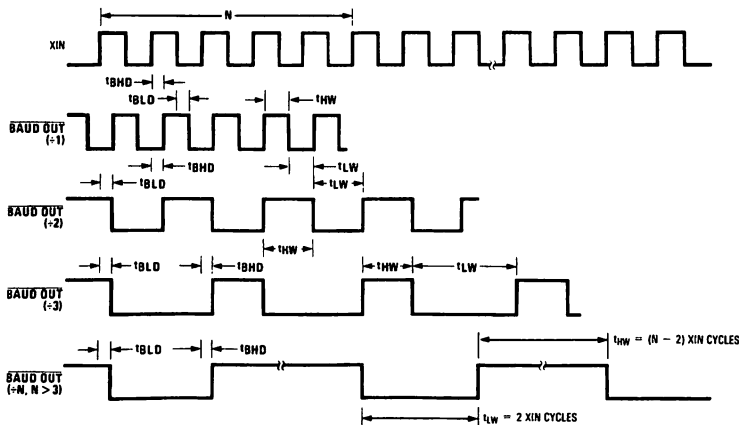 N
XIN
tBHD
tBLD
tHW
BAUD OUT
(÷1)
tBHD
tLW
tBLD
tLW
BAUD OUT
(÷2)
tHW
tBLD
tBHD
tHW
tLW
BAUD OUT
(÷3)
tBLD
tBHD
tHW = (N − 2) XIN CYCLES
BAUD OUT
(÷N, N > 3)
tLW = 2 XIN CYCLES